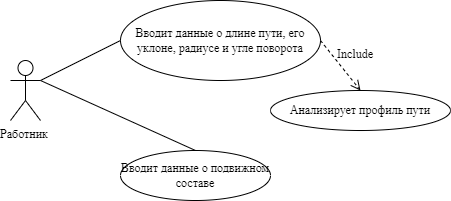 Вводит данные о длине пути, его
уклоне, радиусе и угле поворота
Include
Анализирует профиль пути
Работник
Вводит данные о подвижном
составе